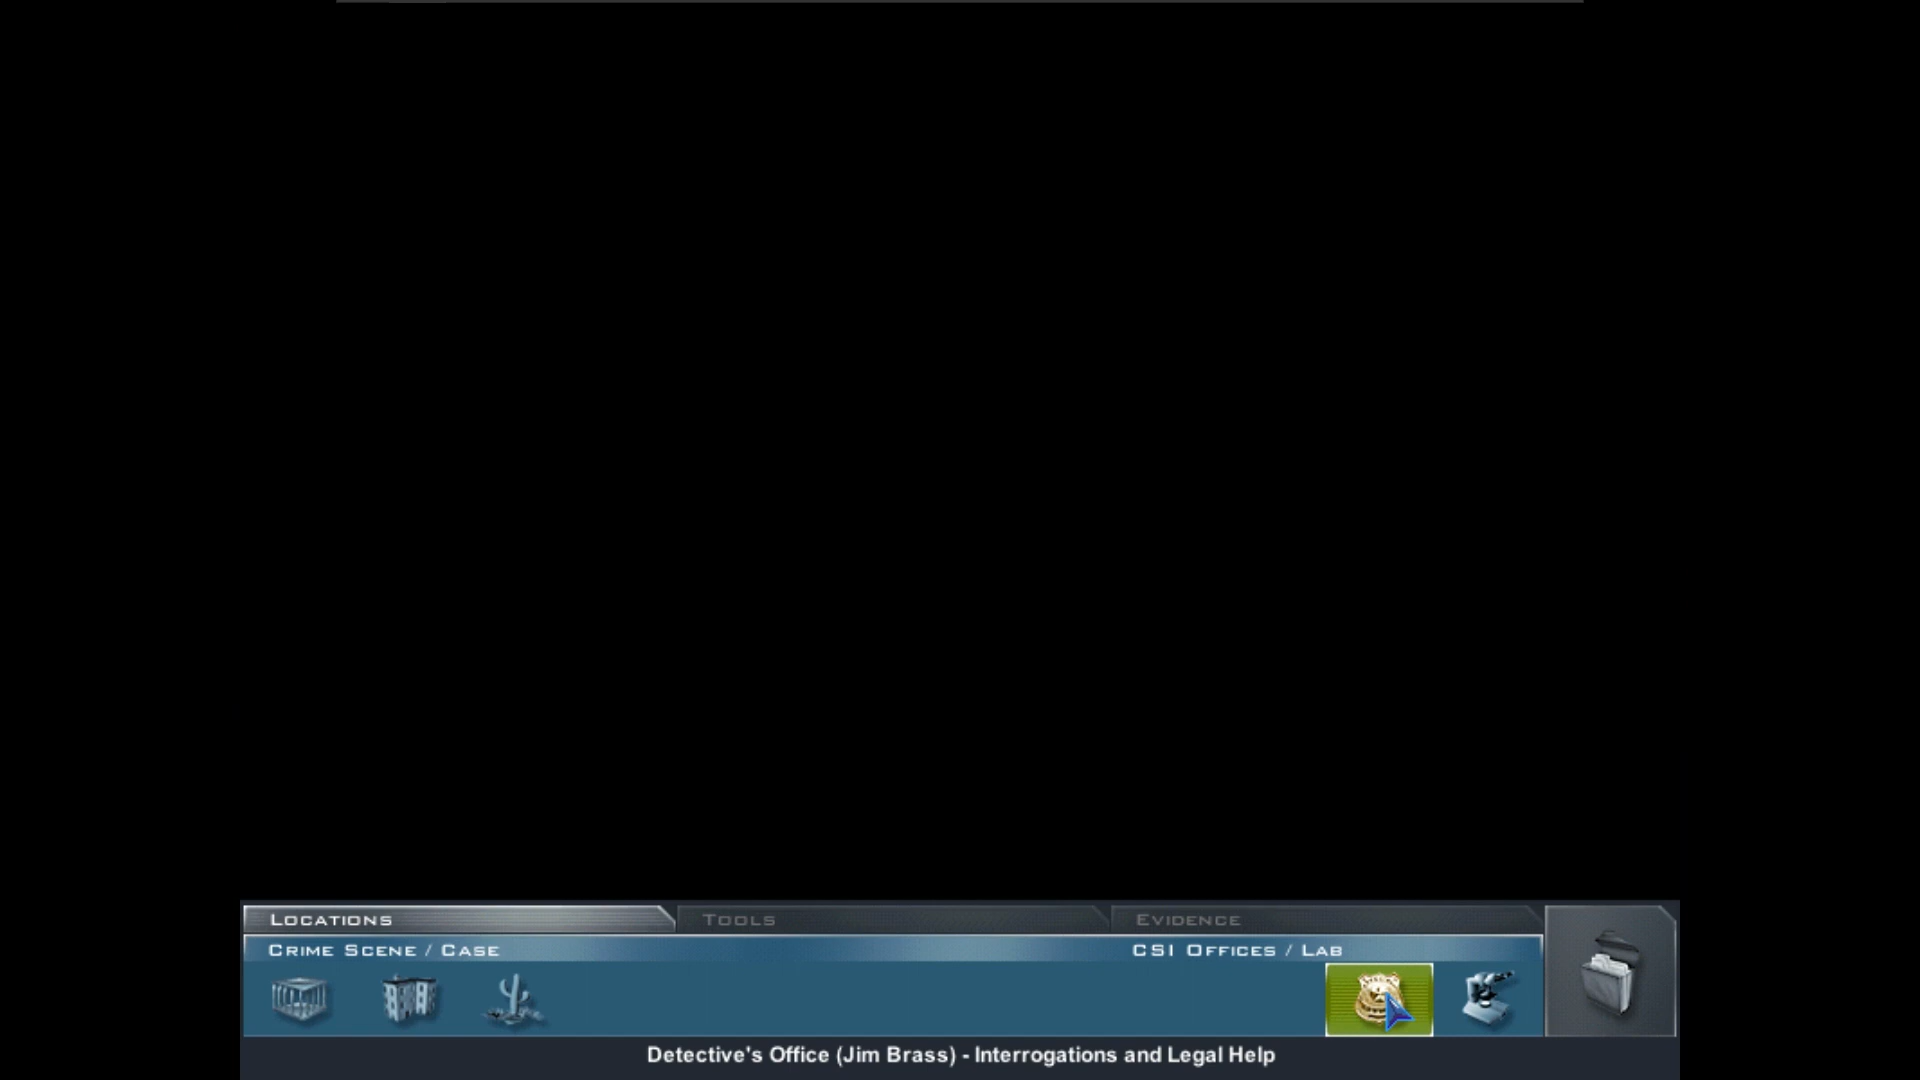 Locations
Tools
Evidence
Crime Scene / Case
CSI Offices / Lab
Detective's Office (Jim Brass) - Interrogations and Legal Help